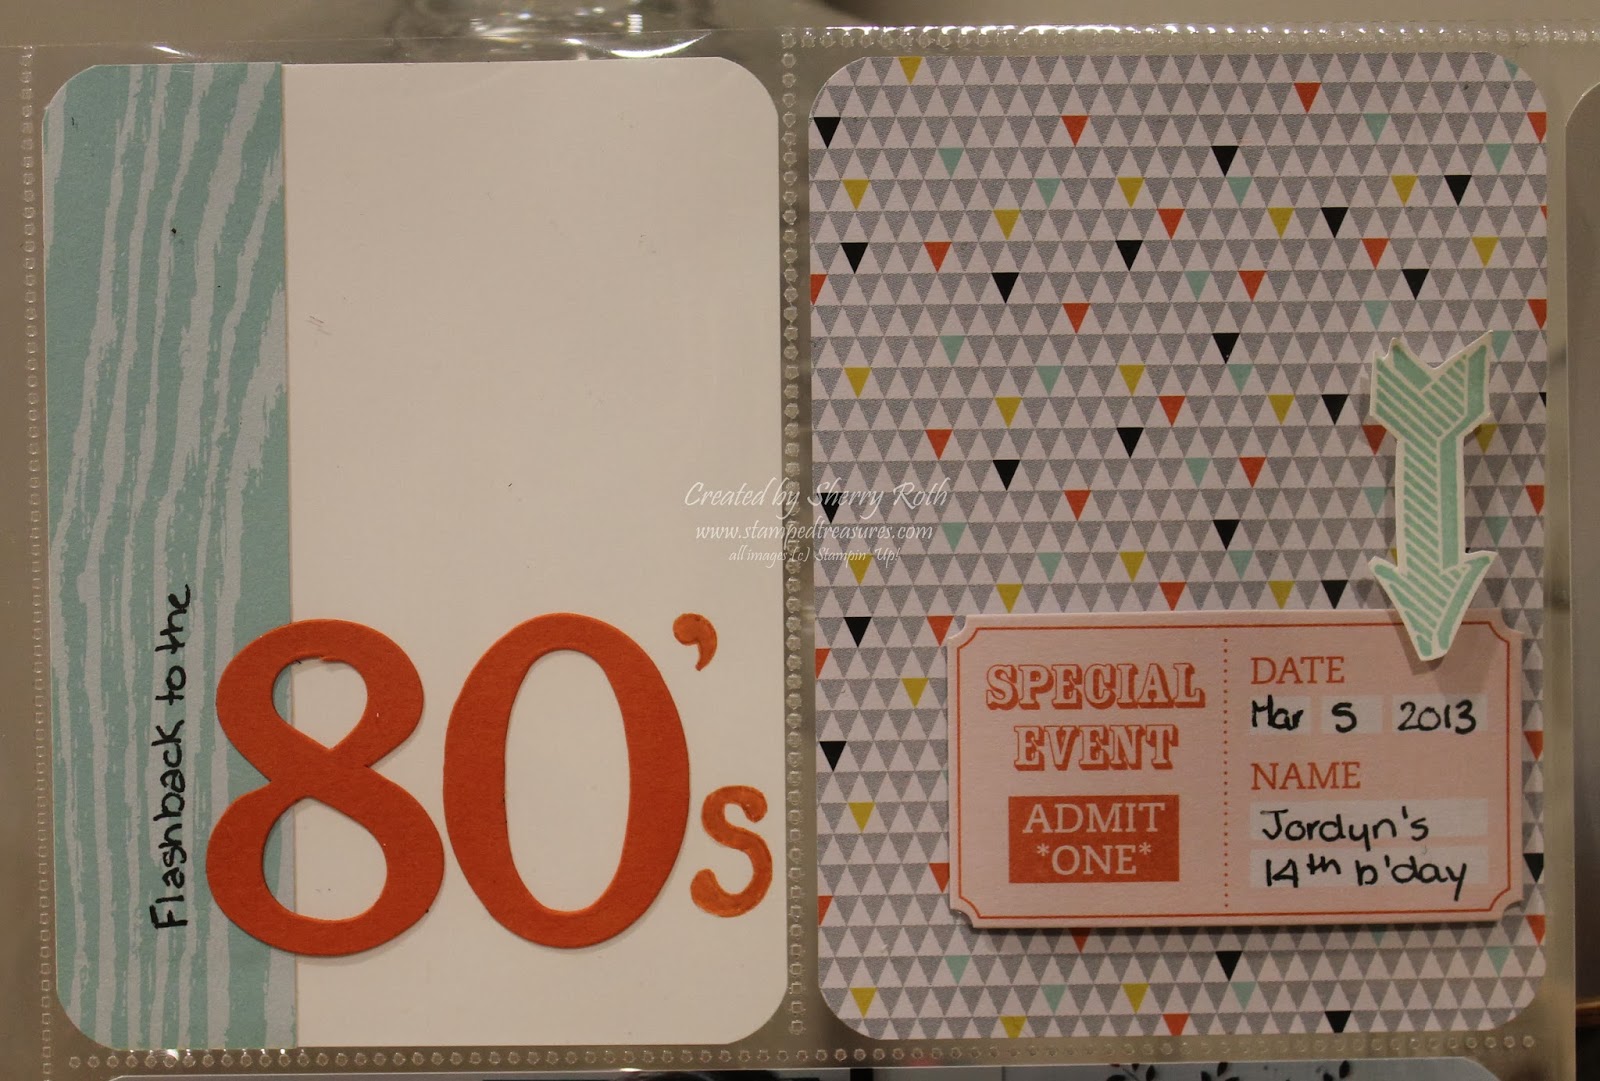 Flashback to the
80's
Created by Sherry Roth
www.stampedtreasures.com
all images (c) Stampin' Up!
SPECIAL
EVENT
ADMIT
*ONE*
DATE
Mar 5 2013
NAME
Jordyn's
14th b'day